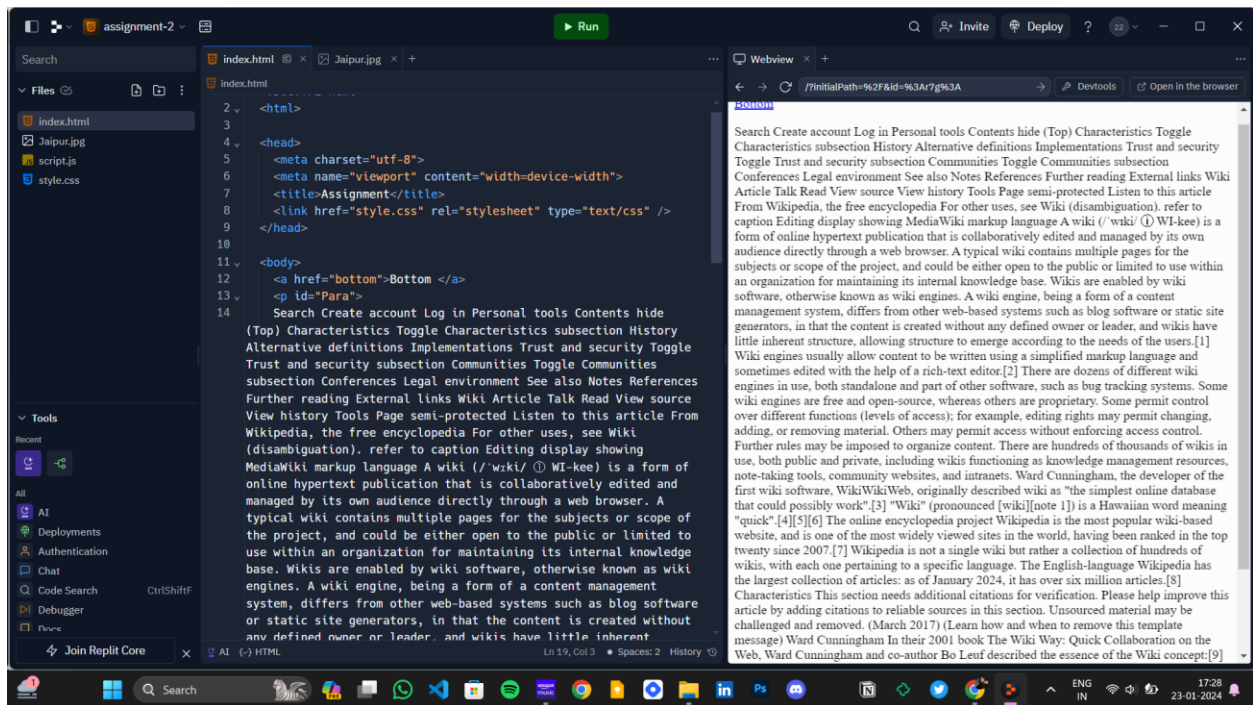 assignment-2
Run
Invite
Deploy
?
22
Search
Files
index.html
Jaipur.jpg
script.js
style.css
Tools
Recent
All
AI
Deployments
Authentication
Chat
Code Search CtrlShiftF
Debugger
Docs
Join Replit Core
index.html
Jaipur.jpg
index.html
2 <html>
3
4 <head>
5 <meta charset="utf-8">
6 <meta name="viewport" content="width=device-width">
7 <title>Assignment</title>
8 <link href="style.css" rel="stylesheet" type="text/css" />
9 </head>
10
11 <body>
12 <a href="bottom">Bottom </a>
13 <p id="Para">
14 Search Create account Log in Personal tools Contents hide
(Top) Characteristics Toggle Characteristics subsection History
Alternative definitions Implementations Trust and security Toggle
Trust and security subsection Communities Toggle Communities
subsection Conferences Legal environment See also Notes References
Further reading External links Wiki Article Talk Read View source
View history Tools Page semi-protected Listen to this article From
Wikipedia, the free encyclopedia For other uses, see Wiki
(disambiguation). refer to caption Editing display showing
MediaWiki markup language A wiki (/ˈwɪki/ ⓘ WI-kee) is a form of
online hypertext publication that is collaboratively edited and
managed by its own audience directly through a web browser. A
typical wiki contains multiple pages for the subjects or scope of
the project, and could be either open to the public or limited to
use within an organization for maintaining its internal knowledge
base. Wikis are enabled by wiki software, otherwise known as wiki
engines. A wiki engine, being a form of a content management
system, differs from other web-based systems such as blog software
or static site generators, in that the content is created without
any defined owner or leader, and wikis have little inherent
AI {} HTML
Ln 19, Col 3 Spaces: 2 History
Webview
/?initialPath=%2F&id=%3Ar7g%3A
Devtools
Open in the browser
Bottom
Search Create account Log in Personal tools Contents hide (Top) Characteristics Toggle
Characteristics subsection History Alternative definitions Implementations Trust and security
Toggle Trust and security subsection Communities Toggle Communities subsection
Conferences Legal environment See also Notes References Further reading External links Wiki
Article Talk Read View source View history Tools Page semi-protected Listen to this article
From Wikipedia, the free encyclopedia For other uses, see Wiki (disambiguation). refer to
caption Editing display showing MediaWiki markup language A wiki (/ˈwɪki/ ⓘ WI-kee) is a
form of online hypertext publication that is collaboratively edited and managed by its own
audience directly through a web browser. A typical wiki contains multiple pages for the
subjects or scope of the project, and could be either open to the public or limited to use within
an organization for maintaining its internal knowledge base. Wikis are enabled by wiki
software, otherwise known as wiki engines. A wiki engine, being a form of a content
management system, differs from other web-based systems such as blog software or static site
generators, in that the content is created without any defined owner or leader, and wikis have
little inherent structure, allowing structure to emerge according to the needs of the users.[1]
Wiki engines usually allow content to be written using a simplified markup language and
sometimes edited with the help of a rich-text editor.[2] There are dozens of different wiki
engines in use, both standalone and part of other software, such as bug tracking systems. Some
wiki engines are free and open-source, whereas others are proprietary. Some permit control
over different functions (levels of access); for example, editing rights may permit changing,
adding, or removing material. Others may permit access without enforcing access control.
Further rules may be imposed to organize content. There are hundreds of thousands of wikis in
use, both public and private, including wikis functioning as knowledge management resources,
note-taking tools, community websites, and intranets. Ward Cunningham, the developer of the
first wiki software, WikiWikiWeb, originally described wiki as "the simplest online database
that could possibly work".[3] "Wiki" (pronounced [wiki][note 1]) is a Hawaiian word meaning
"quick".[4][5][6] The online encyclopedia project Wikipedia is the most popular wiki-based
website, and is one of the most widely viewed sites in the world, having been ranked in the top
twenty since 2007.[7] Wikipedia is not a single wiki but rather a collection of hundreds of
wikis, with each one pertaining to a specific language. The English-language Wikipedia has
the largest collection of articles: as of January 2024, it has over six million articles.[8]
Characteristics This section needs additional citations for verification. Please help improve this
article by adding citations to reliable sources in this section. Unsourced material may be
challenged and removed. (March 2017) (Learn how and when to remove this template
message) Ward Cunningham In their 2001 book The Wiki Way: Quick Collaboration on the
Web, Ward Cunningham and co-author Bo Leuf described the essence of the Wiki concept:[9]
1
Search
music
in
Ps
ENG
IN
17:28
23-01-2024